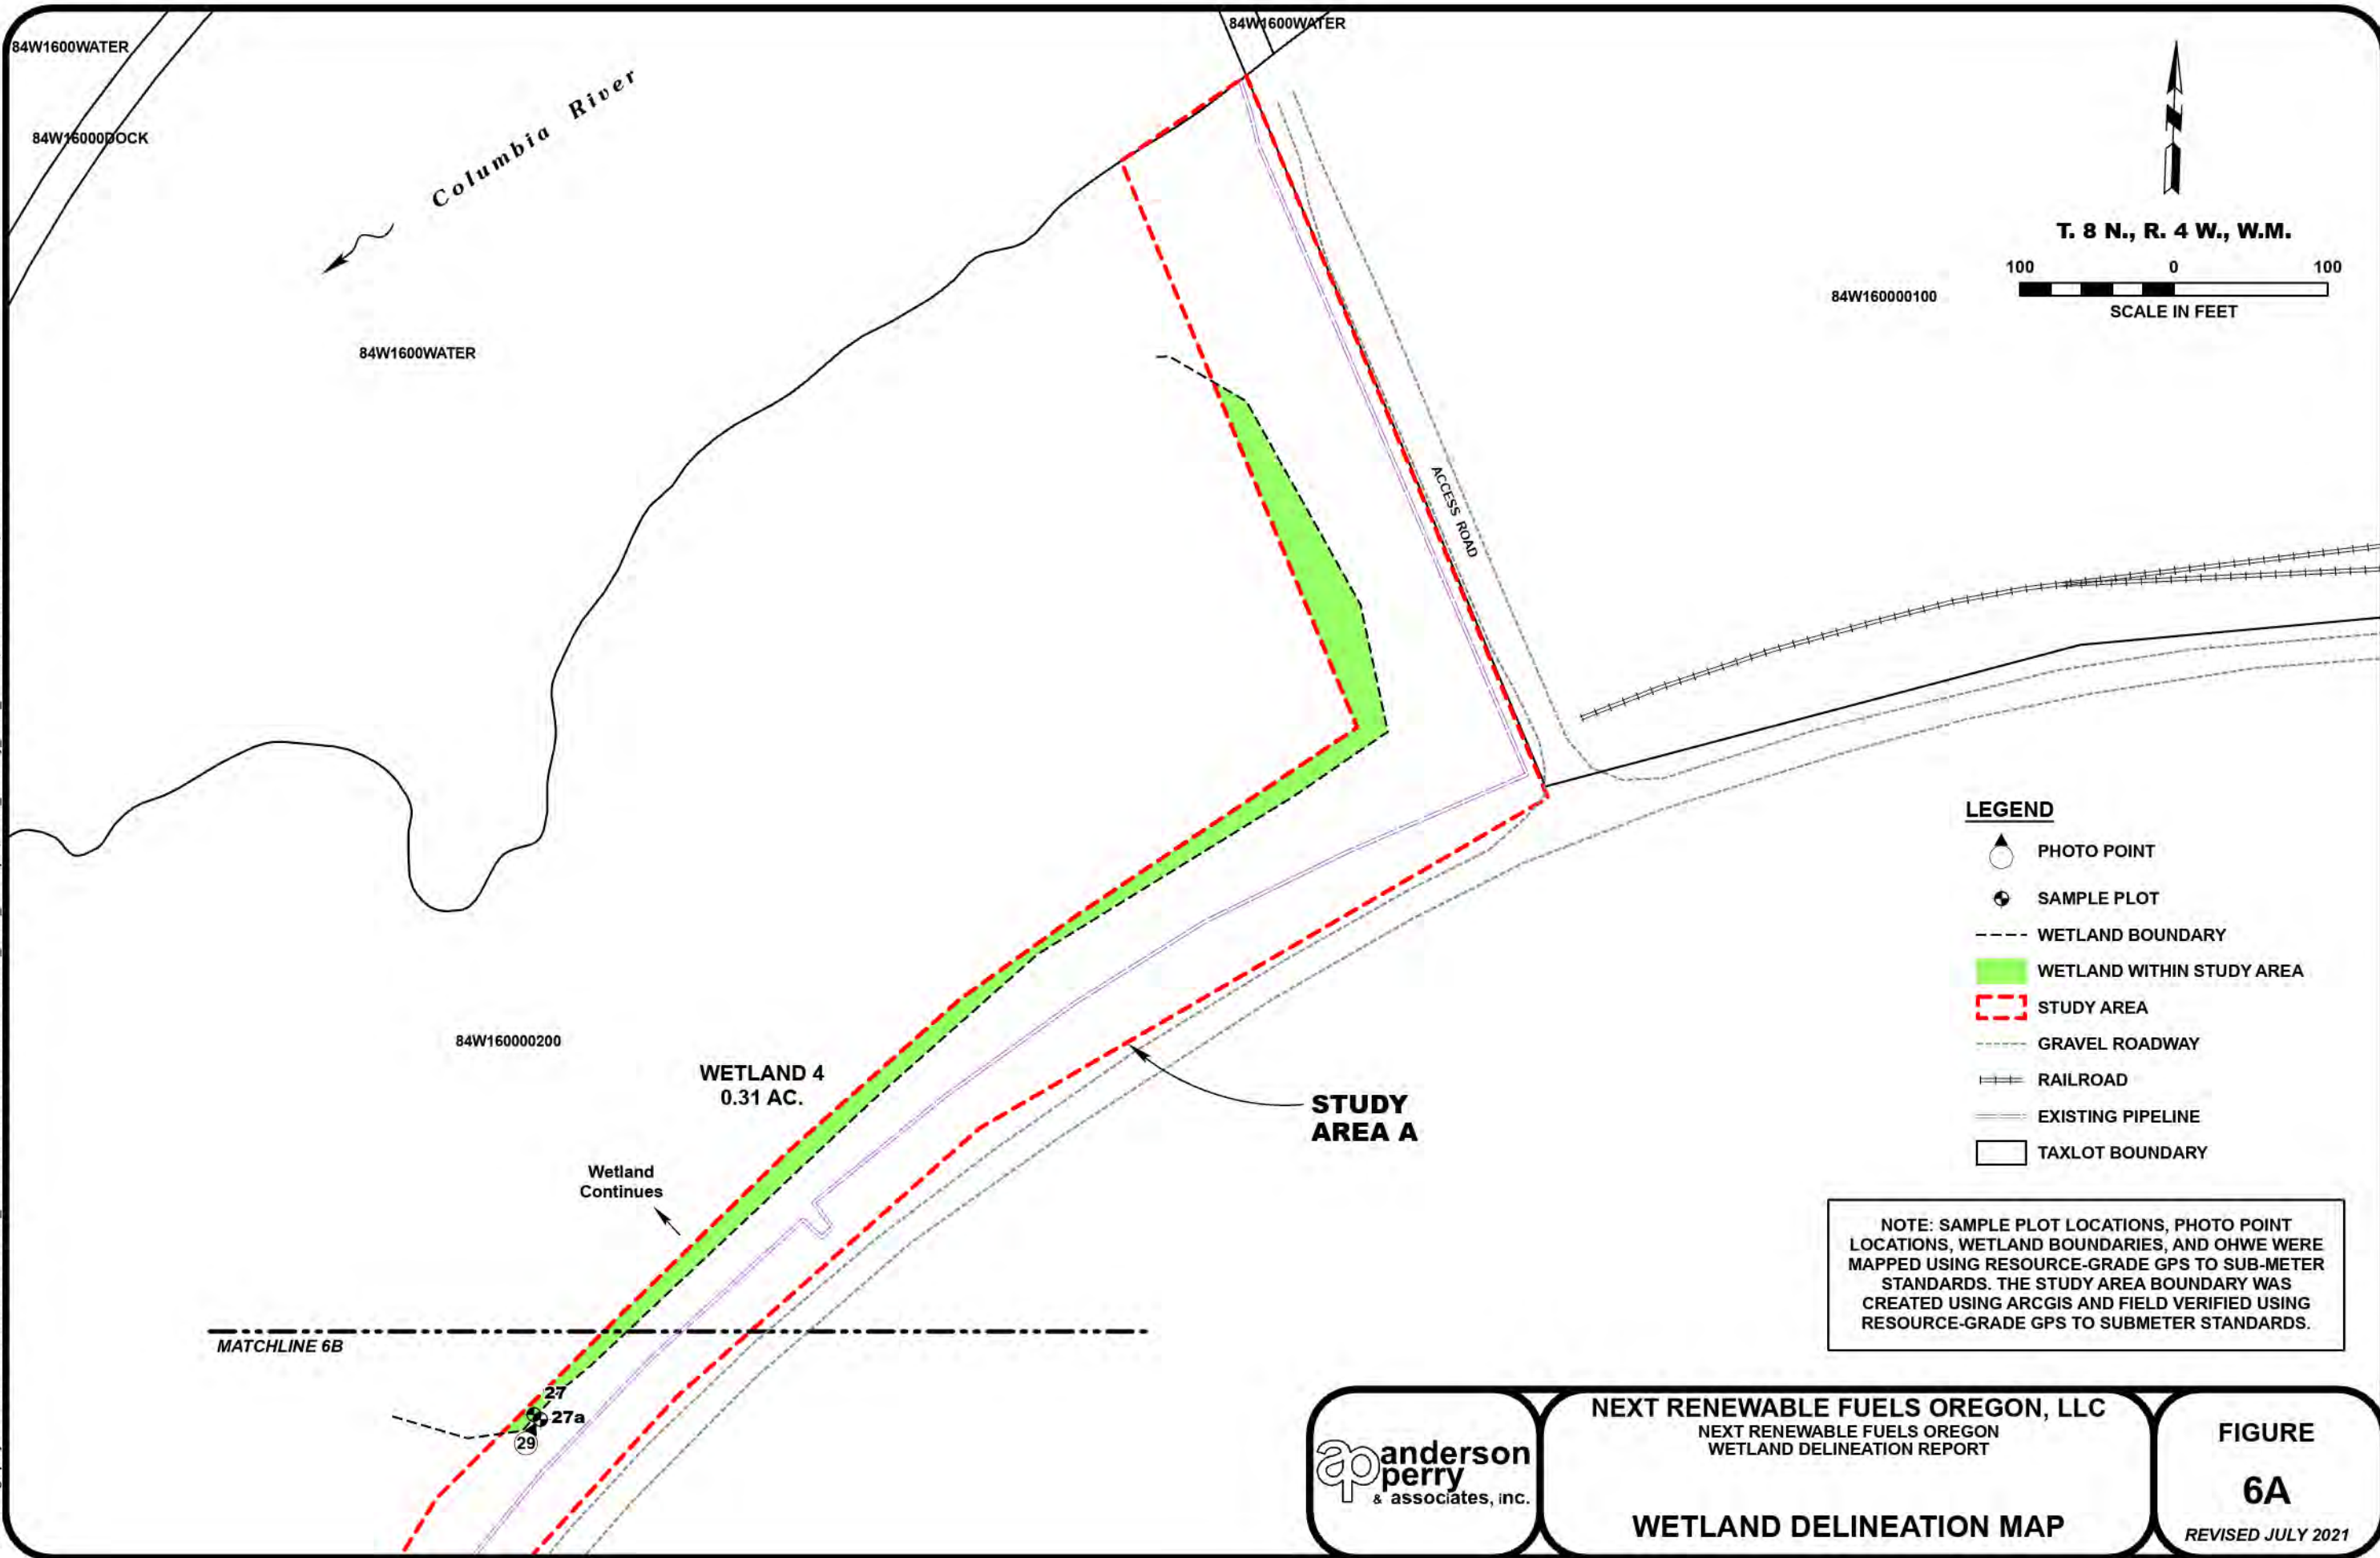 84W1600WATER
84W1600WATER
84W16000DOCK
Columbia River
84W1600WATER
N
T. 8 N., R. 4 W., W.M.
100 0 100
SCALE IN FEET
84W160000100
ACCESS ROAD
84W160000200
WETLAND 4
0.31 AC.
STUDY
AREA A
Wetland
Continues
MATCHLINE 6B
27
27a
29
LEGEND
PHOTO POINT
SAMPLE PLOT
WETLAND BOUNDARY
WETLAND WITHIN STUDY AREA
STUDY AREA
GRAVEL ROADWAY
RAILROAD
EXISTING PIPELINE
TAXLOT BOUNDARY
NOTE: SAMPLE PLOT LOCATIONS, PHOTO POINT
LOCATIONS, WETLAND BOUNDARIES, AND OHWE WERE
MAPPED USING RESOURCE-GRADE GPS TO SUB-METER
STANDARDS. THE STUDY AREA BOUNDARY WAS
CREATED USING ARCGIS AND FIELD VERIFIED USING
RESOURCE-GRADE GPS TO SUBMETER STANDARDS.
ap anderson
perry
& associates, inc.
NEXT RENEWABLE FUELS OREGON, LLC
NEXT RENEWABLE FUELS OREGON
WETLAND DELINEATION REPORT
WETLAND DELINEATION MAP
FIGURE
6A
REVISED JULY 2021